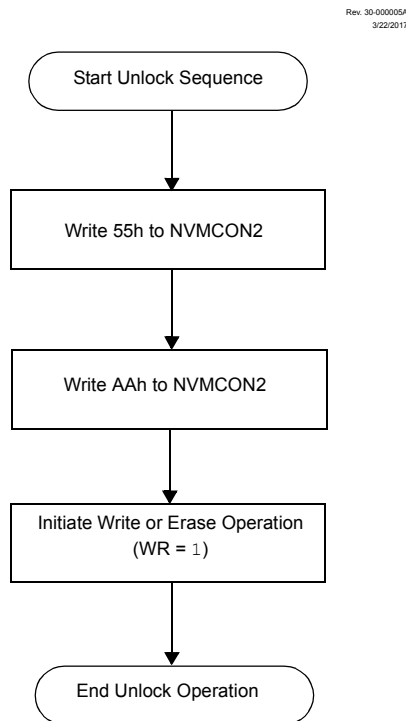 Rev. 30-000005A
3/22/2017
Start Unlock Sequence
Write 55h to NVMCON2
Write AAh to NVMCON2
Initiate Write or Erase Operation
(WR = 1)
End Unlock Operation